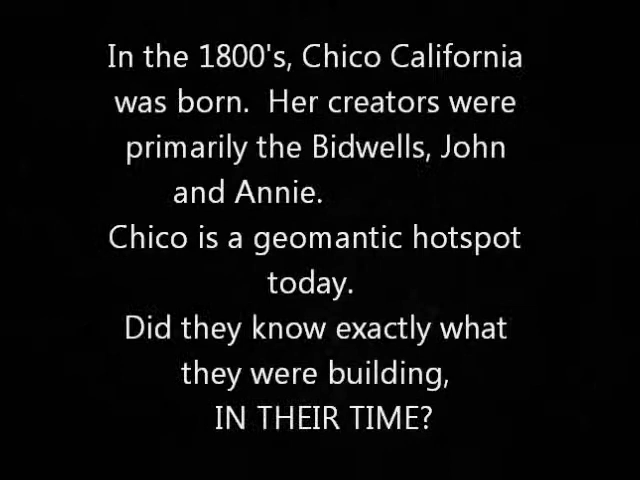 In the 1800's, Chico California
was born.  Her creators were
primarily the Bidwells, John
and Annie.
Chico is a geomantic hotspot
today.
Did they know exactly what
they were building,
IN THEIR TIME?